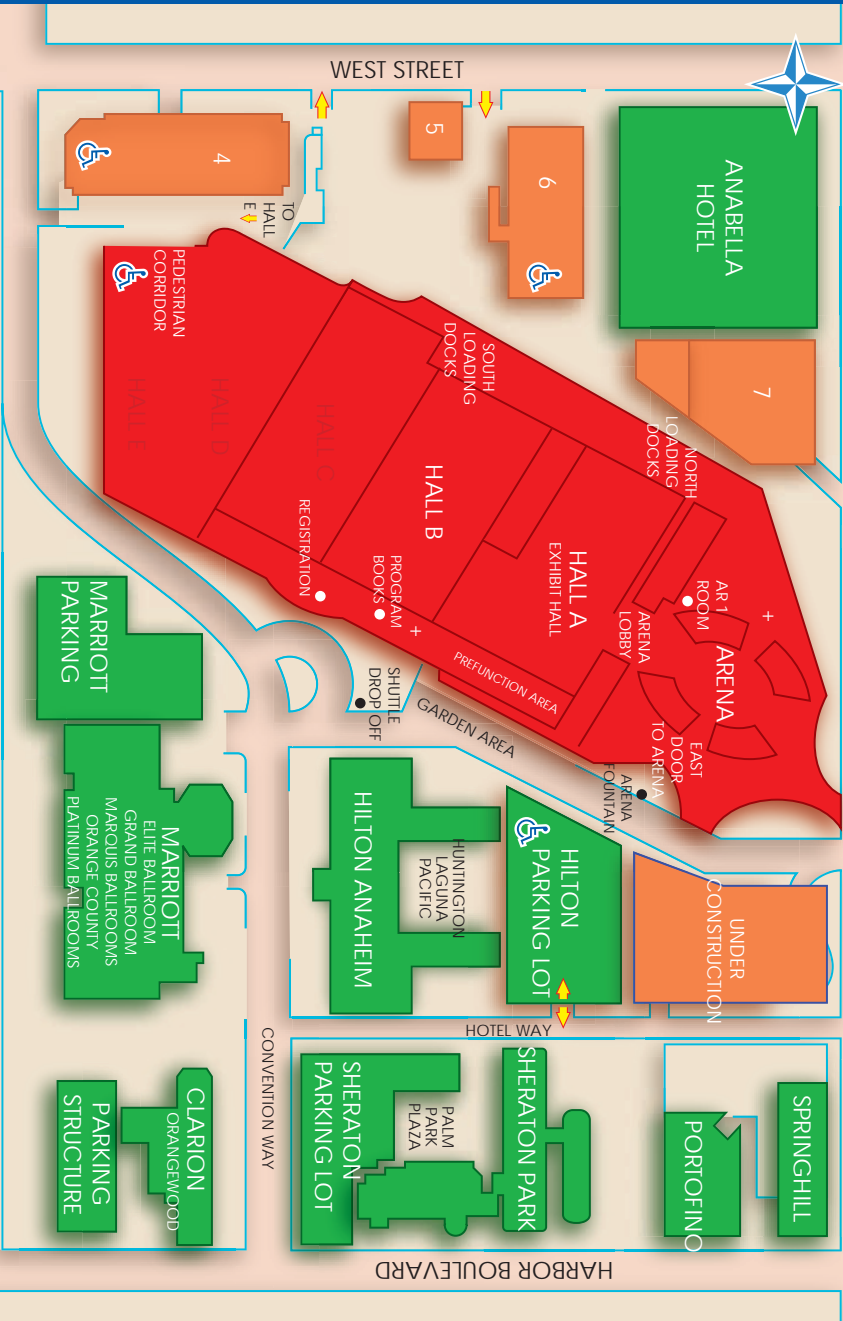 WEST STREET
4
5
6
7
ANABELLA
HOTEL
TO
HALL
E
PEDESTRIAN
CORRIDOR
SOUTH
LOADING
DOCKS
NORTH
LOADING
DOCKS
HALL E
HALL D
HALL C
HALL B
HALL A
EXHIBIT HALL
REGISTRATION
PROGRAM
BOOKS
AR 1
ROOM
ARENA
LOBBY
ARENA
PREFUNCTION AREA
EAST
DOOR
TO ARENA
SHUTTLE
DROP OFF
GARDEN AREA
ARENA
FOUNTAIN
MARRIOTT
PARKING
MARRIOTT
ELITE BALLROOM
GRAND BALLROOM
MARQUIS BALLROOMS
ORANGE COUNTY
PLATINUM BALLROOMS
HILTON ANAHEIM
HUNTINGTON
LAGUNA
PACIFIC
HILTON
PARKING LOT
UNDER
CONSTRUCTION
HOTEL WAY
CONVENTION WAY
CLARION
ORANGEWOOD
PARKING
STRUCTURE
SHERATON
PARKING LOT
PALM
PARK
PLAZA
SHERATON PARK
PORTOFINO
SPRINGHILL
HARBOR BOULEVARD